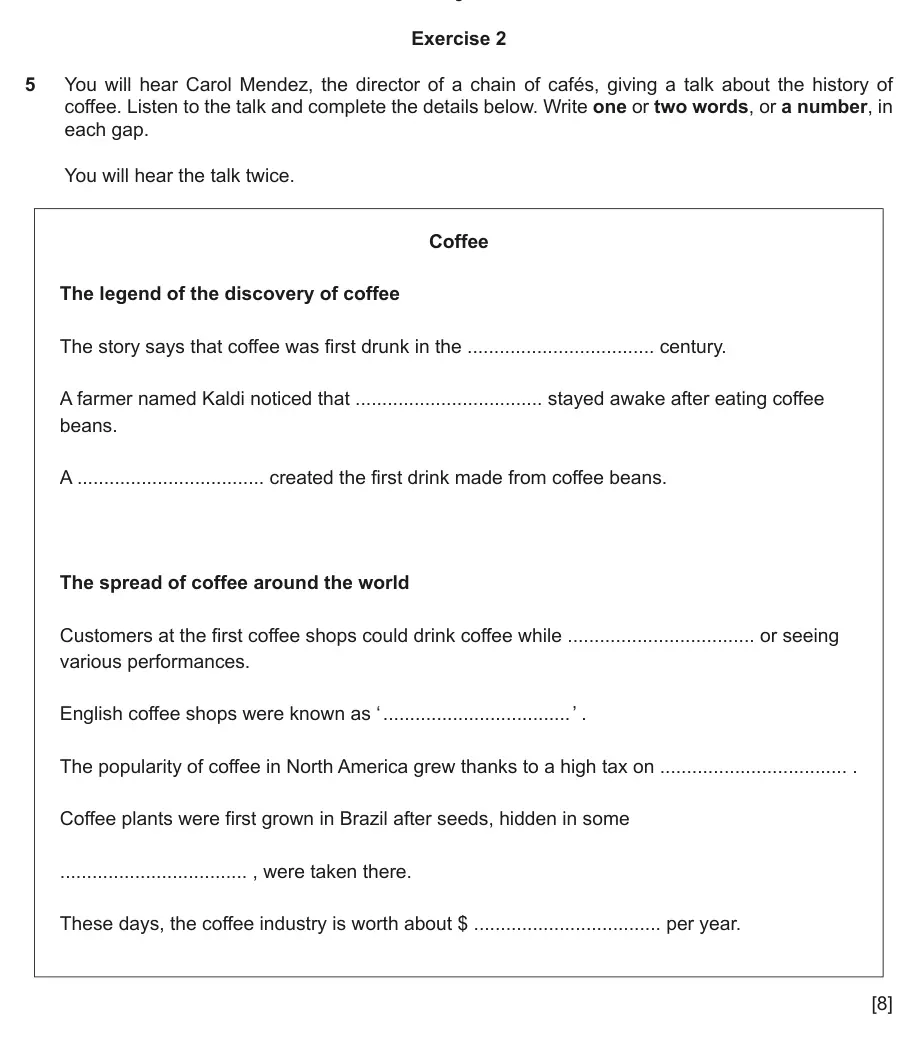 Exercise 2
5 You will hear Carol Mendez, the director of a chain of cafés, giving a talk about the history of
coffee. Listen to the talk and complete the details below. Write one or two words, or a number, in
each gap.
You will hear the talk twice.
Coffee
The legend of the discovery of coffee
The story says that coffee was first drunk in the ................................... century.
A farmer named Kaldi noticed that ................................... stayed awake after eating coffee
beans.
A ................................... created the first drink made from coffee beans.
The spread of coffee around the world
Customers at the first coffee shops could drink coffee while ................................... or seeing
various performances.
English coffee shops were known as ‘...................................’ .
The popularity of coffee in North America grew thanks to a high tax on ................................... .
Coffee plants were first grown in Brazil after seeds, hidden in some
................................... , were taken there.
These days, the coffee industry is worth about $ ................................... per year.
[8]